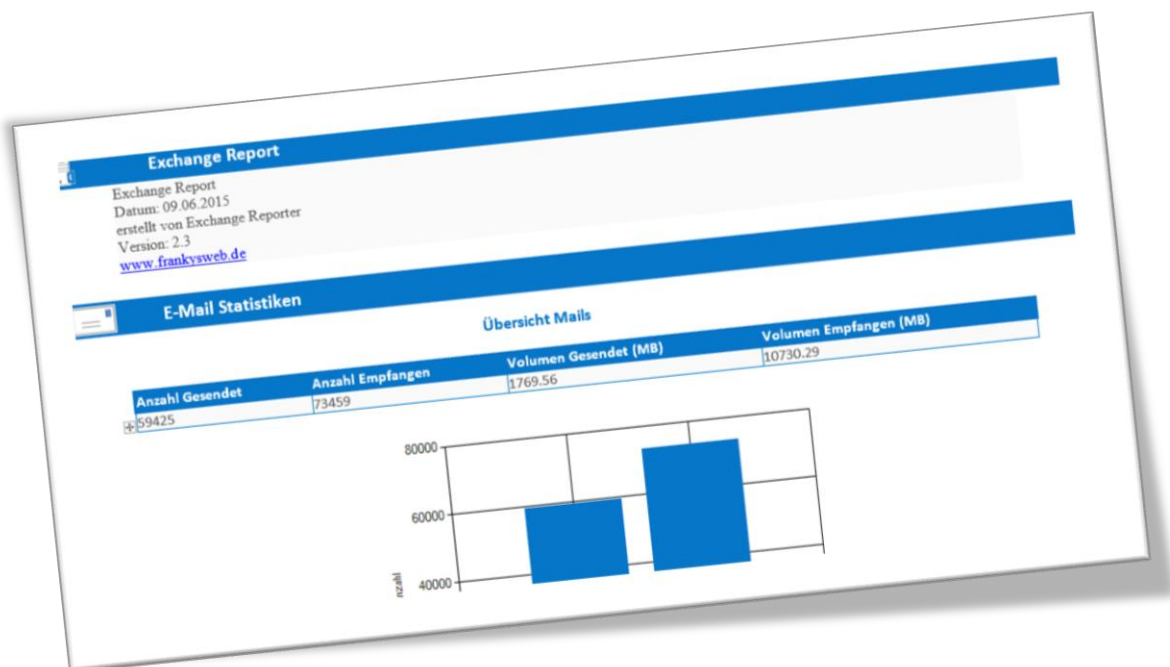 Exchange Report
Exchange Report
Datum: 09.06.2015
erstellt von Exchange Reporter
Version: 2.3
www.frankysweb.de
E-Mail Statistiken
Übersicht Mails
Anzahl Gesendet Anzahl Empfangen Volumen Gesendet (MB) Volumen Empfangen (MB)
59425 73459 1769.56 10730.29
80000
60000
40000
nzahl